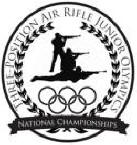 THREE-POSITION AIR RIFLE JUNIOR OLYMPICS
NATIONAL CHAMPIONSHIPS